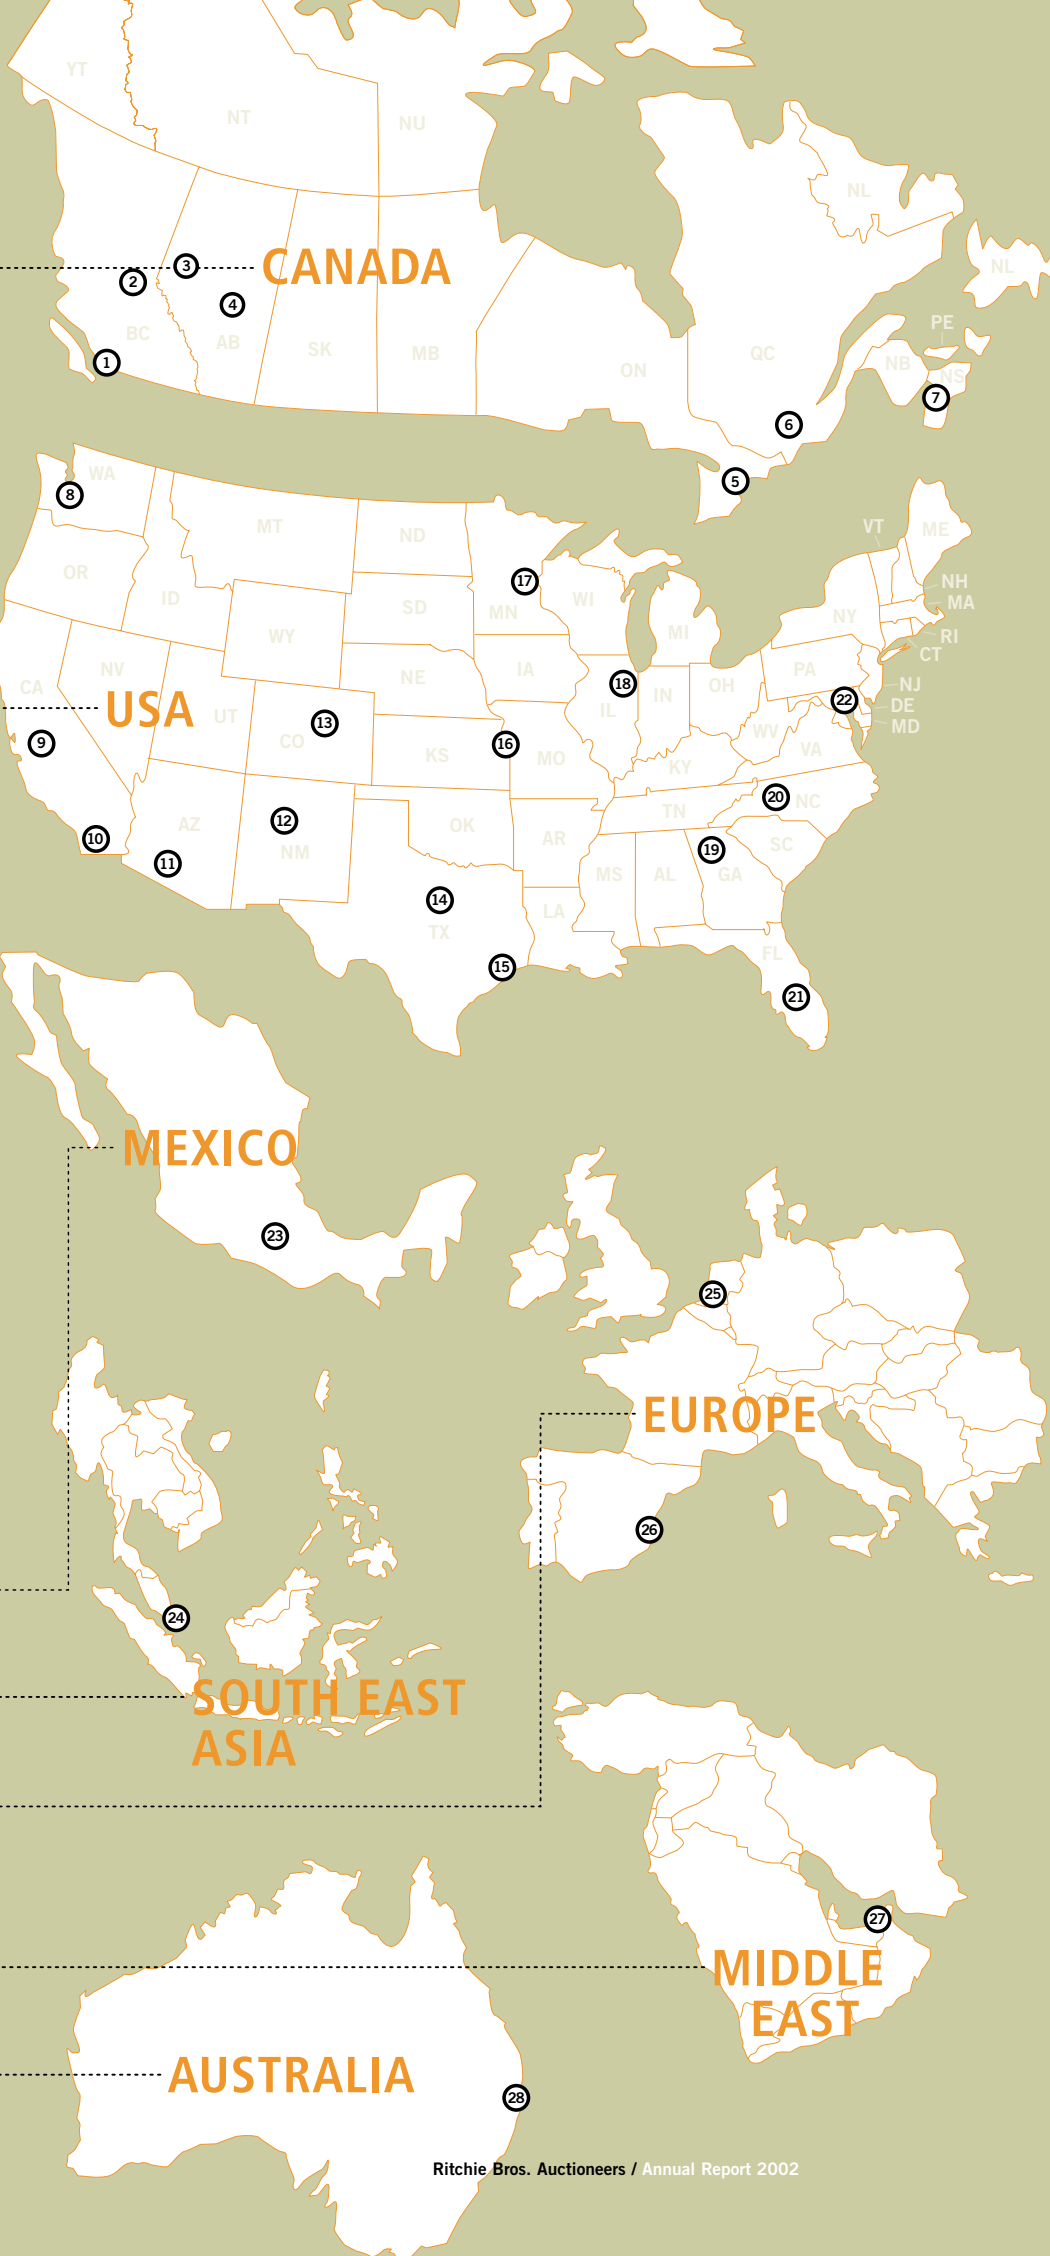 YT
NT
NU
NL
NL
CANADA
3
2
4
BC
AB
SK
MB
ON
QC
PE
NB
NS
1
7
6
5
WA
8
MT
ND
VT
ME
OR
ID
SD
17
MN
WI
MI
NY
NH
MA
RI
CT
WY
NV
CA
USA
UT
NE
IA
18
IL
IN
OH
PA
NJ
DE
MD
22
9
13
CO
KS
16
MO
KY
WV
VA
10
11
AZ
12
NM
OK
AR
TN
20
NC
19
SC
MS
AL
GA
14
TX
LA
15
FL
21
MEXICO
23
25
EUROPE
26
24
SOUTH EAST
ASIA
27
MIDDLE
EAST
AUSTRALIA
28
Ritchie Bros. Auctioneers / Annual Report 2002